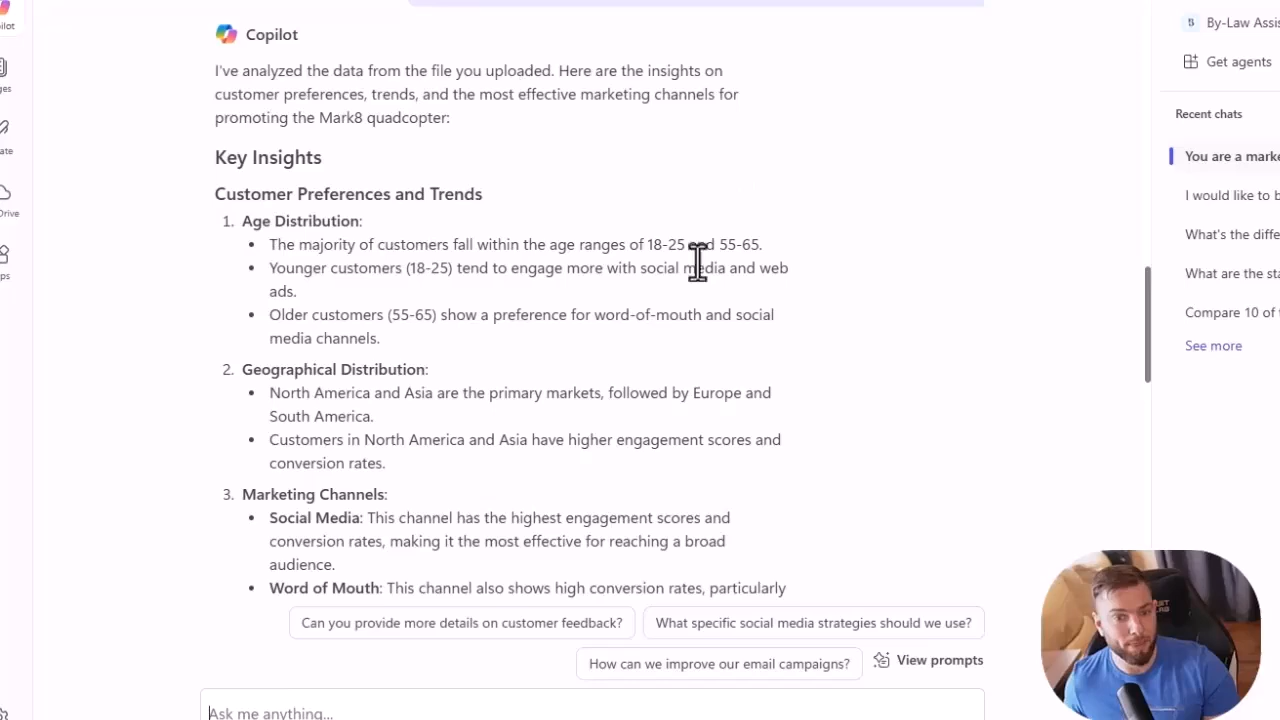 Copilot
I've analyzed the data from the file you uploaded. Here are the insights on
customer preferences, trends, and the most effective marketing channels for
promoting the Mark8 quadcopter:
Key Insights
Customer Preferences and Trends
1. Age Distribution:
• The majority of customers fall within the age ranges of 18-25 and 55-65.
• Younger customers (18-25) tend to engage more with social media and web
ads.
• Older customers (55-65) show a preference for word-of-mouth and social
media channels.
2. Geographical Distribution:
• North America and Asia are the primary markets, followed by Europe and
South America.
• Customers in North America and Asia have higher engagement scores and
conversion rates.
3. Marketing Channels:
• Social Media: This channel has the highest engagement scores and
conversion rates, making it the most effective for reaching a broad
audience.
• Word of Mouth: This channel also shows high conversion rates, particularly
Can you provide more details on customer feedback?
What specific social media strategies should we use?
How can we improve our email campaigns?
View prompts
Ask me anything...
pilot
ges
ate
Drive
ps
By-Law Assis
Get agents
Recent chats
You are a marke
I would like to b
What's the diffe
What are the sta
Compare 10 of t
See more